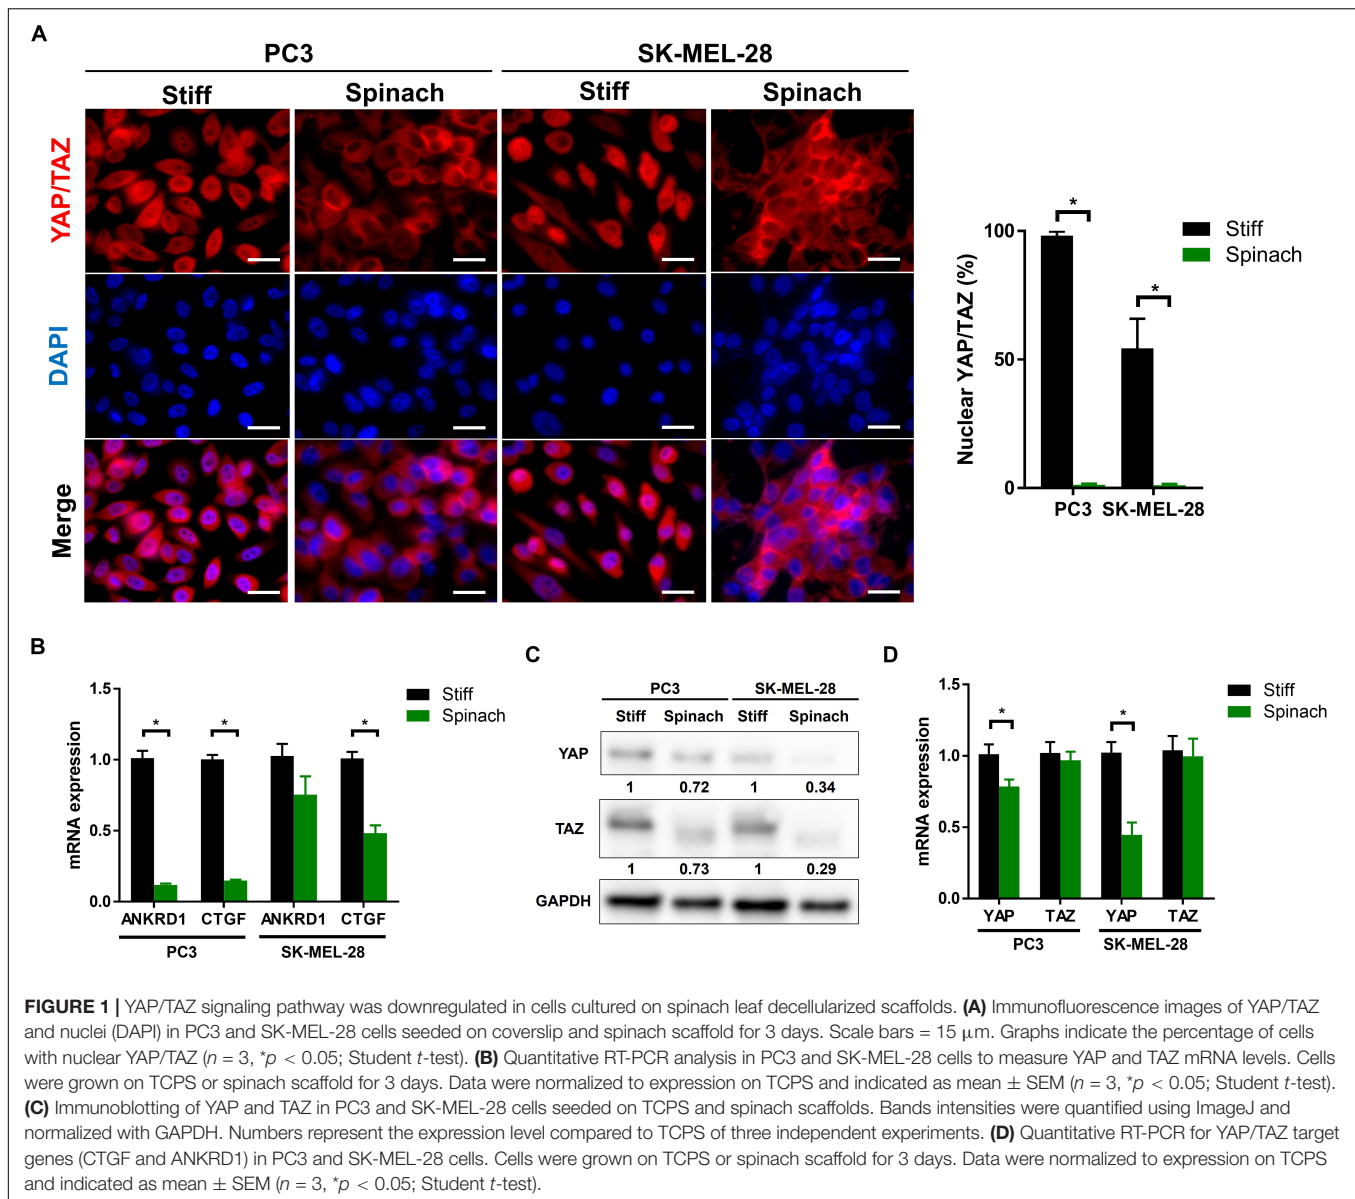 A
PC3
SK-MEL-28
Stiff
Spinach
Stiff
Spinach
YAP/TAZ
DAPI
Merge
Nuclear YAP/TAZ (%)
100
50
0
*
*
Stiff
Spinach
PC3 SK-MEL-28
B
mRNA expression
1.5
1.0
0.5
0.0
*
*
*
Stiff
Spinach
ANKRD1 CTGF ANKRD1 CTGF
PC3 SK-MEL-28
C
PC3 SK-MEL-28
Stiff Spinach Stiff Spinach
YAP
1 0.72 1 0.34
TAZ
1 0.73 1 0.29
GAPDH
D
mRNA expression
1.5
1.0
0.5
0.0
*
*
Stiff
Spinach
YAP TAZ YAP TAZ
PC3 SK-MEL-28
FIGURE 1 | YAP/TAZ signaling pathway was downregulated in cells cultured on spinach leaf decellularized scaffolds. (A) Immunofluorescence images of YAP/TAZ
and nuclei (DAPI) in PC3 and SK-MEL-28 cells seeded on coverslip and spinach scaffold for 3 days. Scale bars = 15 μm. Graphs indicate the percentage of cells
with nuclear YAP/TAZ (n = 3, *p < 0.05; Student t-test). (B) Quantitative RT-PCR analysis in PC3 and SK-MEL-28 cells to measure YAP and TAZ mRNA levels. Cells
were grown on TCPS or spinach scaffold for 3 days. Data were normalized to expression on TCPS and indicated as mean ± SEM (n = 3, *p < 0.05; Student t-test).
(C) Immunoblotting of YAP and TAZ in PC3 and SK-MEL-28 cells seeded on TCPS and spinach scaffolds. Bands intensities were quantified using ImageJ and
normalized with GAPDH. Numbers represent the expression level compared to TCPS of three independent experiments. (D) Quantitative RT-PCR for YAP/TAZ target
genes (CTGF and ANKRD1) in PC3 and SK-MEL-28 cells. Cells were grown on TCPS or spinach scaffold for 3 days. Data were normalized to expression on TCPS
and indicated as mean ± SEM (n = 3, *p < 0.05; Student t-test).